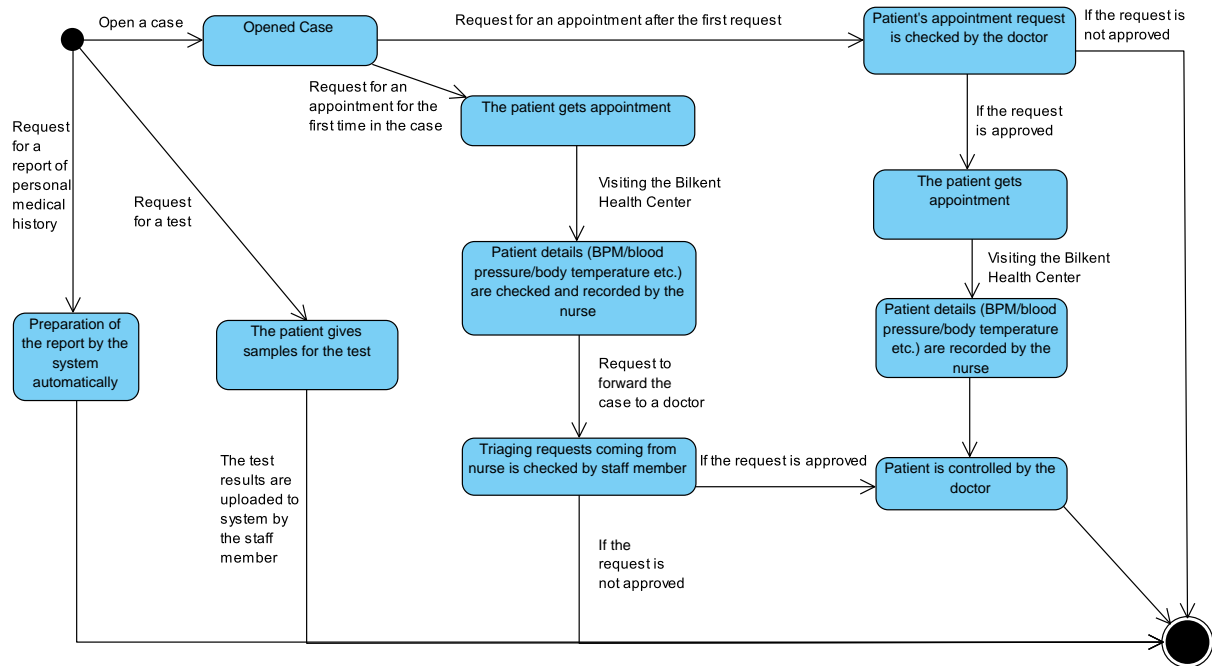 Open a case
Opened Case
Request for an appointment after the first request
Patient's appointment request
is checked by the doctor
If the request is
not approved
Request for an
appointment for the
first time in the case
The patient gets appointment
If the request
is approved
Request
for a
report of
personal
medical
history
Request
for a test
Visiting the Bilkent
Health Center
The patient gets
appointment
Patient details (BPM/blood
pressure/body temperature etc.)
are checked and recorded by the
nurse
Visiting the Bilkent
Health Center
Preparation of
the report by the
system
automatically
The patient gives
samples for the test
Patient details (BPM/blood
pressure/body temperature
etc.) are recorded by the
nurse
Request to
forward the
case to a doctor
Triaging requests coming from
nurse is checked by staff member
If the request is approved
Patient is controlled by the
doctor
The test
results are
uploaded to
system by
the staff
member
If the
request is
not approved